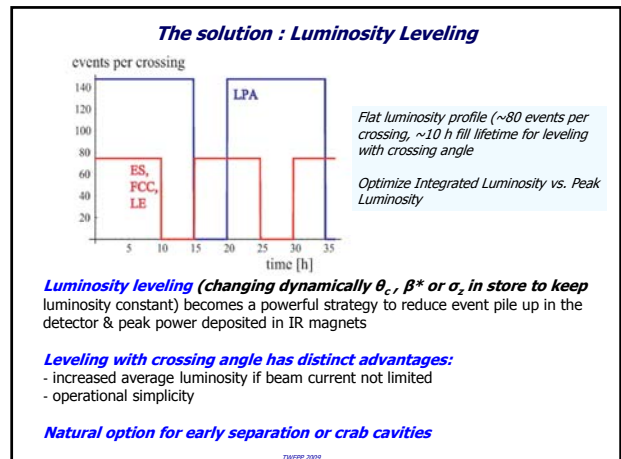 The solution : Luminosity Leveling
events per crossing
140
120
100
80
60
40
20
LPA
ES,
FCC,
LE
5 10 15 20 25 30 35
time [h]
Flat luminosity profile (~80 events per
crossing, ~10 h fill lifetime for leveling
with crossing angle
Optimize Integrated Luminosity vs. Peak
Luminosity
Luminosity leveling (changing dynamically θc , β* or σz in store to keep
luminosity constant) becomes a powerful strategy to reduce event pile up in the
detector & peak power deposited in IR magnets
Leveling with crossing angle has distinct advantages:
- increased average luminosity if beam current not limited
- operational simplicity
Natural option for early separation or crab cavities
TWEPP 2009